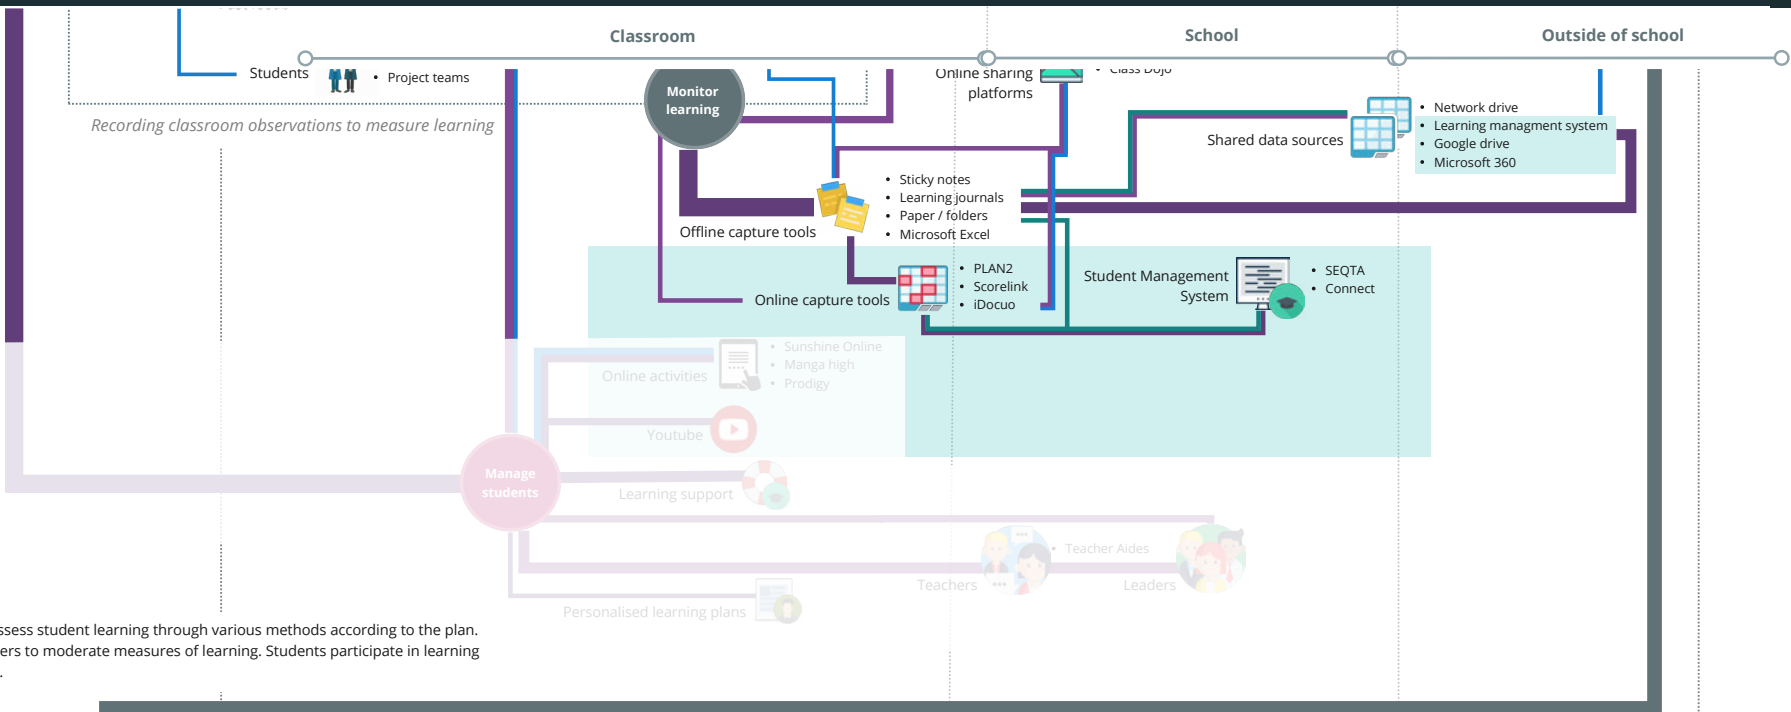 Classroom
School
Outside of school
Students
• Project teams
Recording classroom observations to measure learning
Monitor
learning
Online sharing
platforms
• Class Dojo
Shared data sources
• Network drive
• Learning managment system
• Google drive
• Microsoft 360
Offline capture tools
• Sticky notes
• Learning journals
• Paper / folders
• Microsoft Excel
Online capture tools
• PLAN2
• Scorelink
• iDocuo
Student Management
System
• SEQTA
• Connect
Online activities
• Sunshine Online
• Manga high
• Prodigy
Youtube
Manage
students
Learning support
Teachers
• Teacher Aides
Leaders
Personalised learning plans
ssess student learning through various methods according to the plan.
ers to moderate measures of learning. Students participate in learning
.